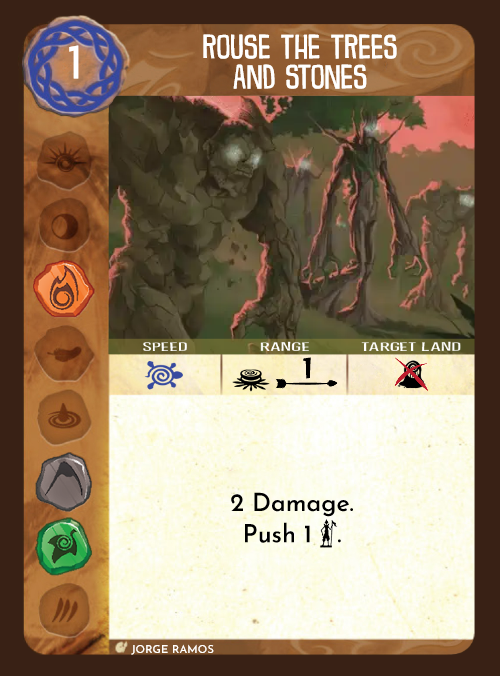 1
ROUSE THE TREES
AND STONES
SPEED RANGE TARGET LAND
1
2 Damage.
Push 1 .
JORGE RAMOS